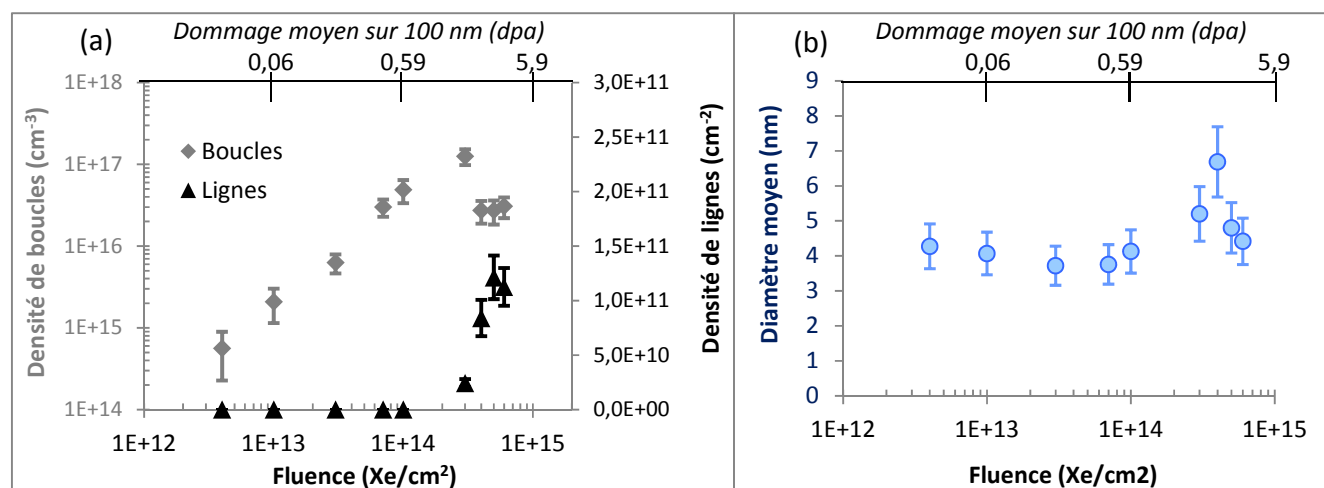 (a)
Dommage moyen sur 100 nm (dpa)
0,06 0,59 5,9
Densité de boucles (cm-3)
1E+18
1E+17
1E+16
1E+15
1E+14
Boucles
Lignes
3,0E+11
2,5E+11
2,0E+11
1,5E+11
1,0E+11
5,0E+10
0,0E+00
Densité de lignes (cm-2)
1E+12 1E+13 1E+14 1E+15
Fluence (Xe/cm2)
(b)
Dommage moyen sur 100 nm (dpa)
0,06 0,59 5,9
Diamètre moyen (nm)
9
8
7
6
5
4
3
2
1
0
1E+12 1E+13 1E+14 1E+15
Fluence (Xe/cm2)